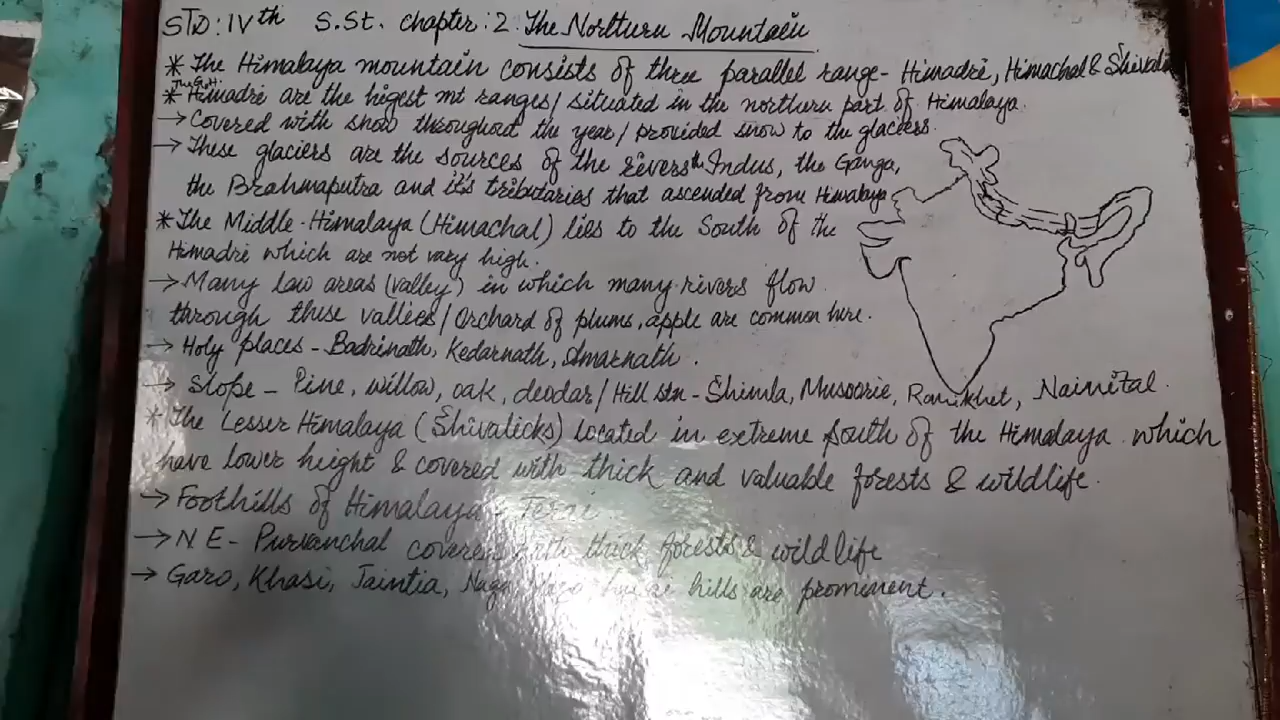 STD: IVth S.St. chapter: 2 The Northern Mountain
* The Himalaya mountain consists of three parallel range- Himadri, Himachal &
The G.H.
* Himadri are the higest mt ranges/ situated in the northern part of Himalaya.
→ Covered with snow throughout the year/ provided snow to the glaciers.
→ These glaciers are the sources of the rivers the Indus, the Ganga,
the Brahmaputra and it's tributaries that ascended from Himalaya
* The Middle-Himalaya (Himachal) lies to the South of the
Himadri which are not very high.
→ Many low areas (valley) in which many rivers flow
through these vallies/ Orchard of plums, apple are common here.
→ Holy places - Badrinath, Kedarnath, Amarnath.
→ Slope - Pine, willow, oak, deodar/ Hill stn - Shimla, Musoorie, Ranikhet, Nainital.
* The Lesser Himalaya (Shivalicks) located in extreme south of the Himalaya which
have lower height & covered with thick and valuable forests & wildlife.
→ Foothills of Himalaya - Terai.
→ N E- Purvanchal covered with thick forests & wildlife
→ Garo, Khasi, Jaintia, Naga hills are prominent.